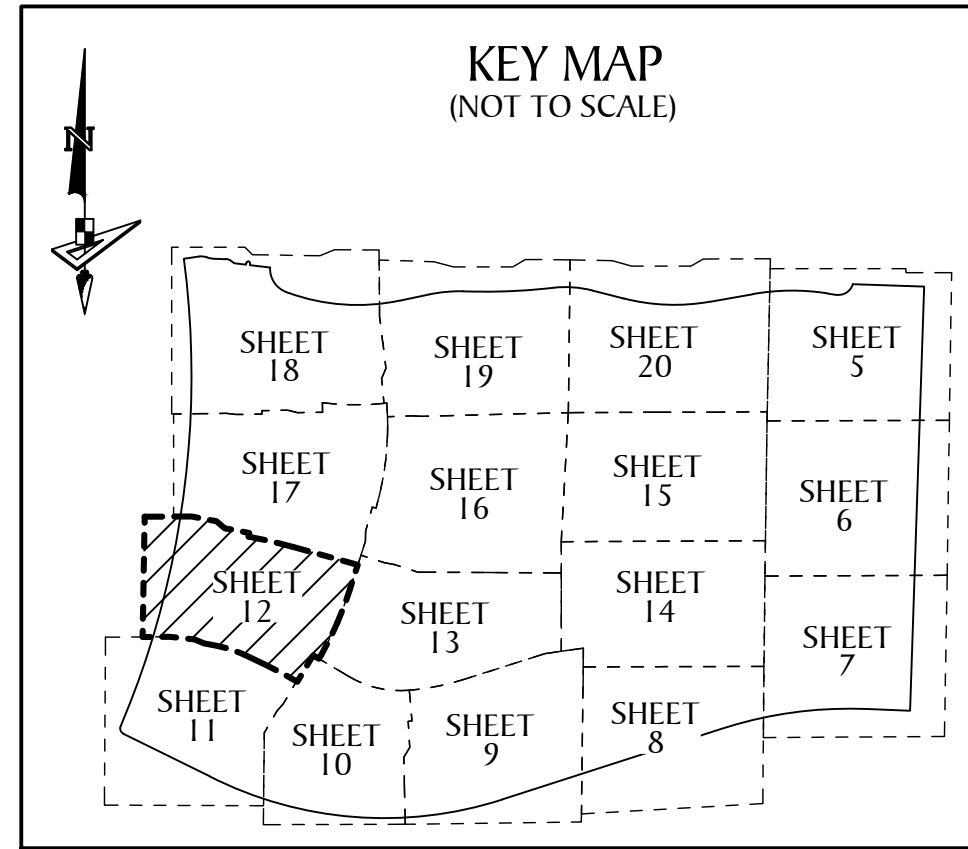 KEY MAP
(NOT TO SCALE)
N
SHEET
18
SHEET
19
SHEET
20
SHEET
5
SHEET
17
SHEET
16
SHEET
15
SHEET
6
SHEET
12
SHEET
13
SHEET
14
SHEET
7
SHEET
11
SHEET
10
SHEET
9
SHEET
8